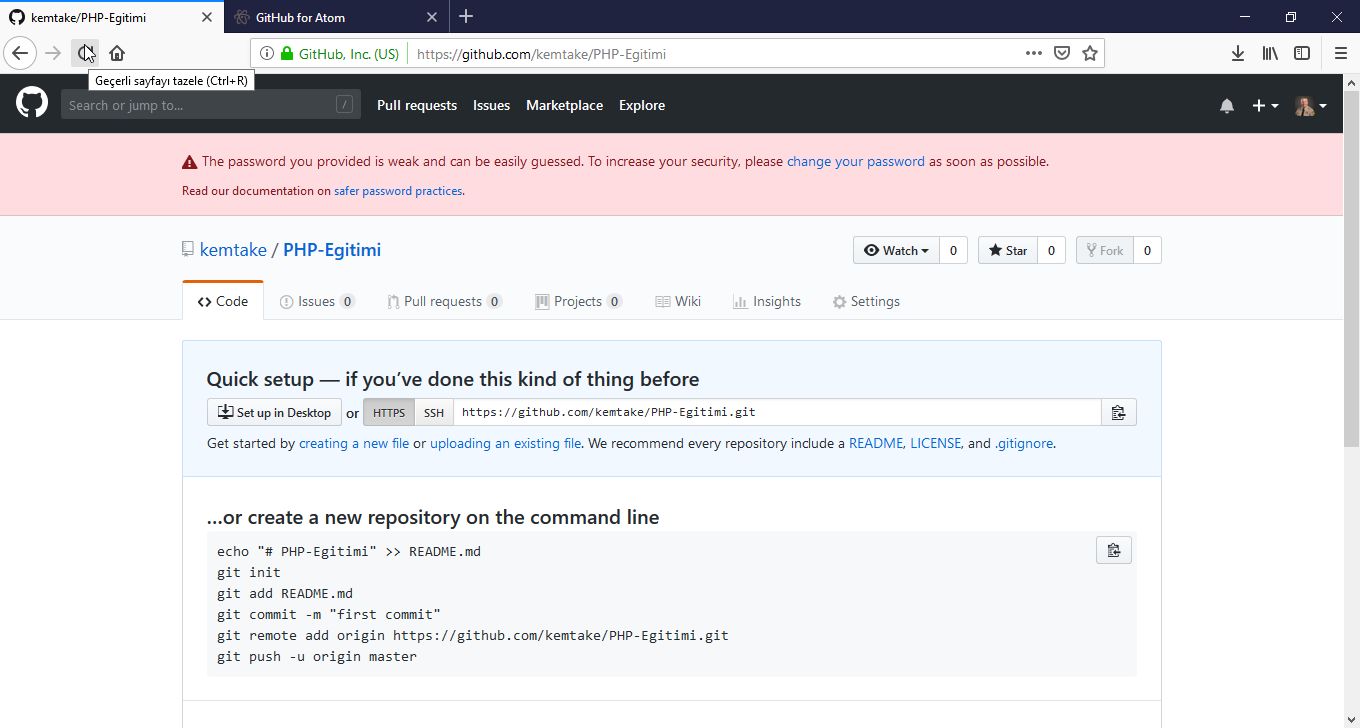 kemtake/PHP-Egitimi
GitHub for Atom
GitHub, Inc. (US) https://github.com/kemtake/PHP-Egitimi
Geçerli sayfayı tazele (Ctrl+R)
Search or jump to... / Pull requests Issues Marketplace Explore
The password you provided is weak and can be easily guessed. To increase your security, please change your password as soon as possible.
Read our documentation on safer password practices.
kemtake / PHP-Egitimi Watch 0 Star 0 Fork 0
Code Issues 0 Pull requests 0 Projects 0 Wiki Insights Settings
Quick setup — if you’ve done this kind of thing before
Set up in Desktop or HTTPS SSH https://github.com/kemtake/PHP-Egitimi.git
Get started by creating a new file or uploading an existing file. We recommend every repository include a README, LICENSE, and .gitignore.
…or create a new repository on the command line
echo "# PHP-Egitimi" >> README.md
git init
git add README.md
git commit -m "first commit"
git remote add origin https://github.com/kemtake/PHP-Egitimi.git
git push -u origin master